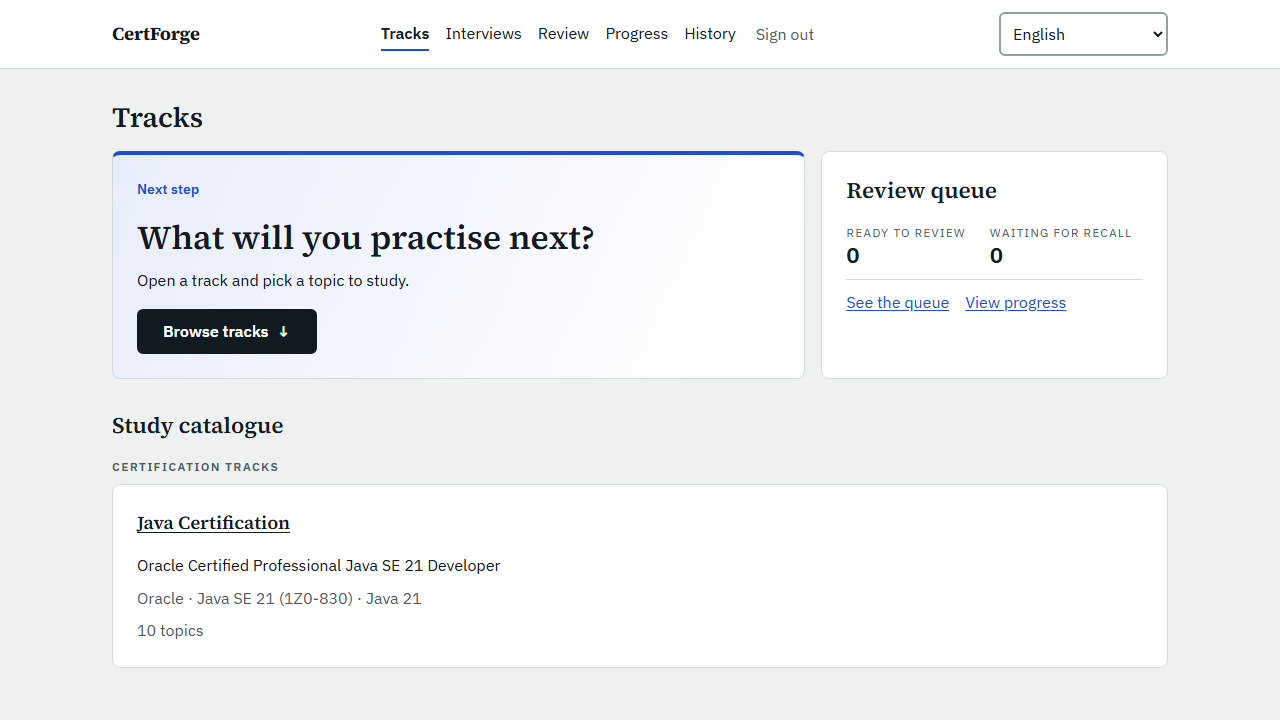 CertForge
Tracks Interviews Review Progress History Sign out
English
Tracks
Next step
What will you practise next?
Open a track and pick a topic to study.
Browse tracks ↓
Review queue
READY TO REVIEW WAITING FOR RECALL
0 0
See the queue View progress
Study catalogue
CERTIFICATION TRACKS
Java Certification
Oracle Certified Professional Java SE 21 Developer
Oracle · Java SE 21 (1Z0-830) · Java 21
10 topics